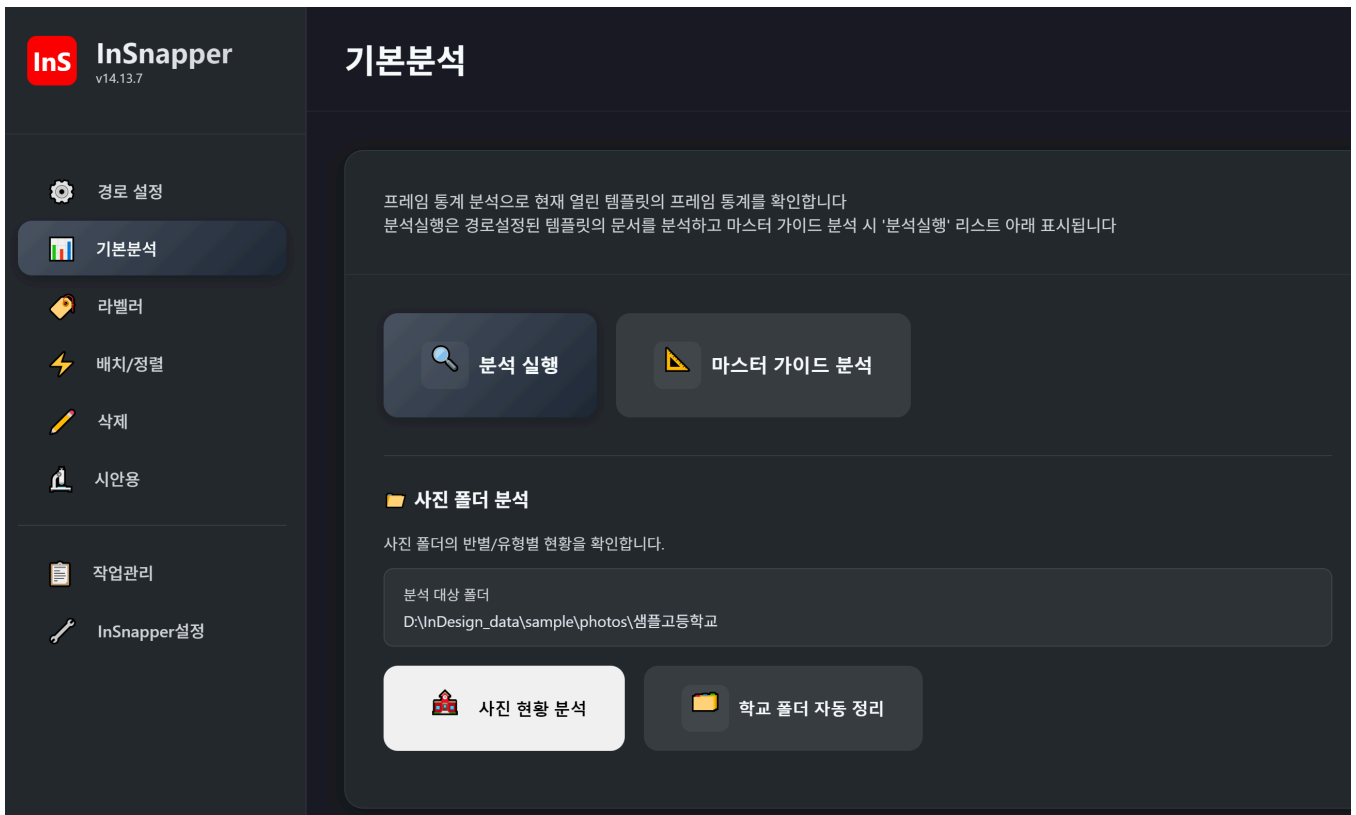 InS
InSnapper
v14.13.7
경로 설정
기본분석
라벨러
배치/정렬
삭제
시안용
작업관리
InSnapper설정
기본분석
프레임 통계 분석으로 현재 열린 템플릿의 프레임 통계를 확인합니다
분석실행은 경로설정된 템플릿의 문서를 분석하고 마스터 가이드 분석 시 '분석실행' 리스트 아래 표시됩니다
분석 실행
마스터 가이드 분석
사진 폴더 분석
사진 폴더의 반별/유형별 현황을 확인합니다.
분석 대상 폴더
D:\InDesign_data\sample\photos\샘플고등학교
사진 현황 분석
학교 폴더 자동 정리